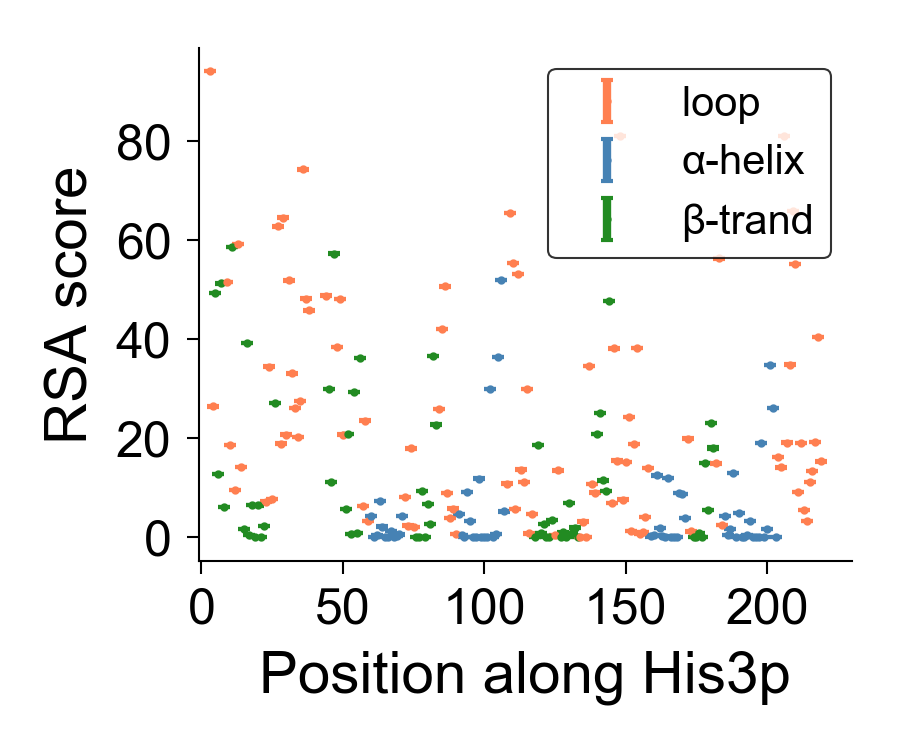 loop
α-helix
β-trand
RSA score
80
60
40
20
0
0 50 100 150 200
Position along His3p